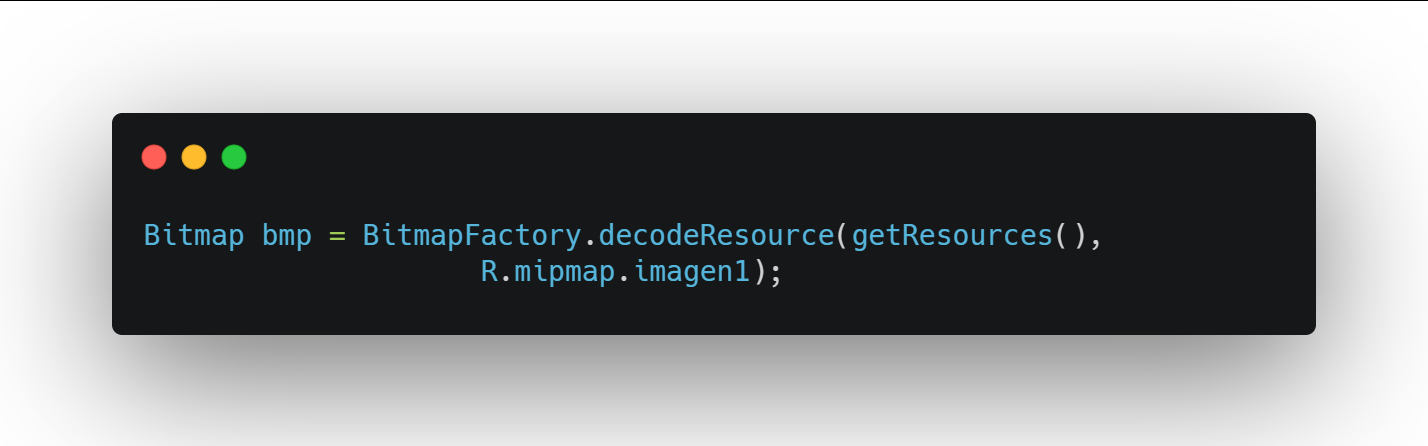 Bitmap bmp = BitmapFactory.decodeResource(getResources(),
                    R.mipmap.imagen1);